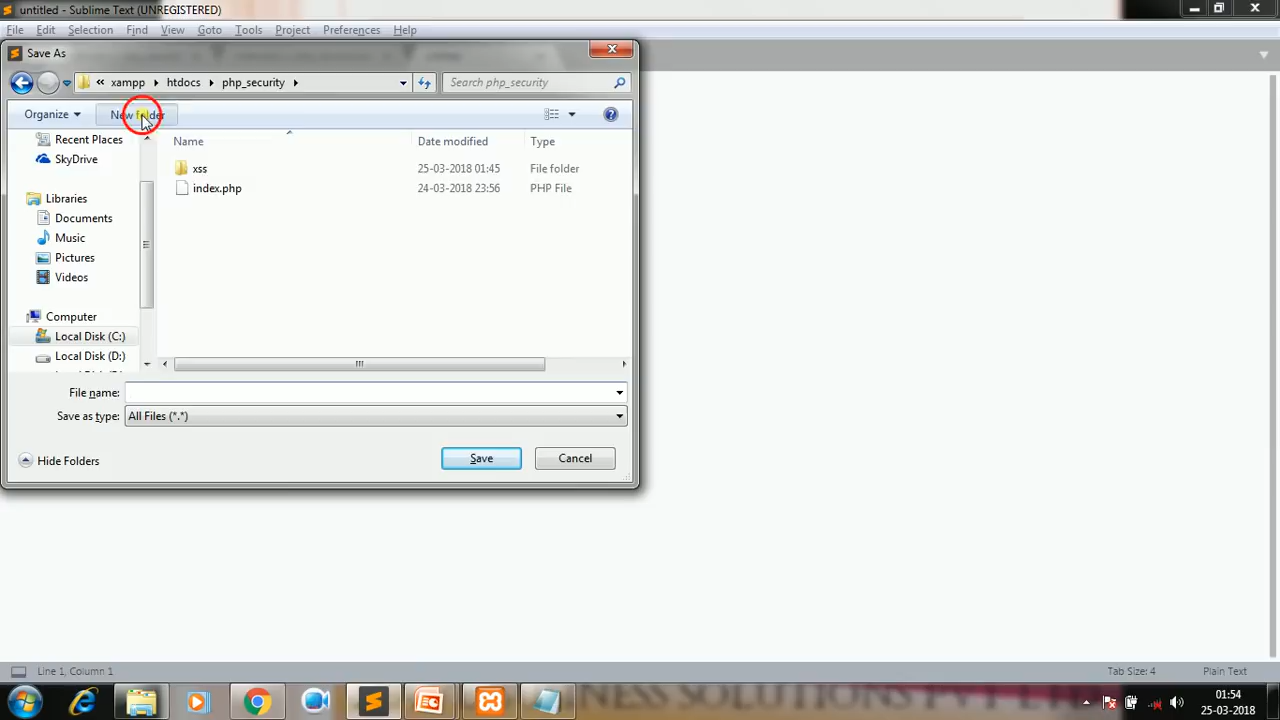 untitled - Sublime Text (UNREGISTERED)
File Edit Selection Find View Goto Tools Project Preferences Help
Save As
« xampp htdocs php_security Search php_security
Organize New folder
Name Date modified Type
Recent Places
SkyDrive
xss 25-03-2018 01:45 File folder
index.php 24-03-2018 23:56 PHP File
Libraries
Documents
Music
Pictures
Videos
Computer
Local Disk (C:)
Local Disk (D:)
File name:
Save as type: All Files (*.*)
Hide Folders Save Cancel
Line 1, Column 1 Tab Size: 4 Plain Text
01:54
25-03-2018